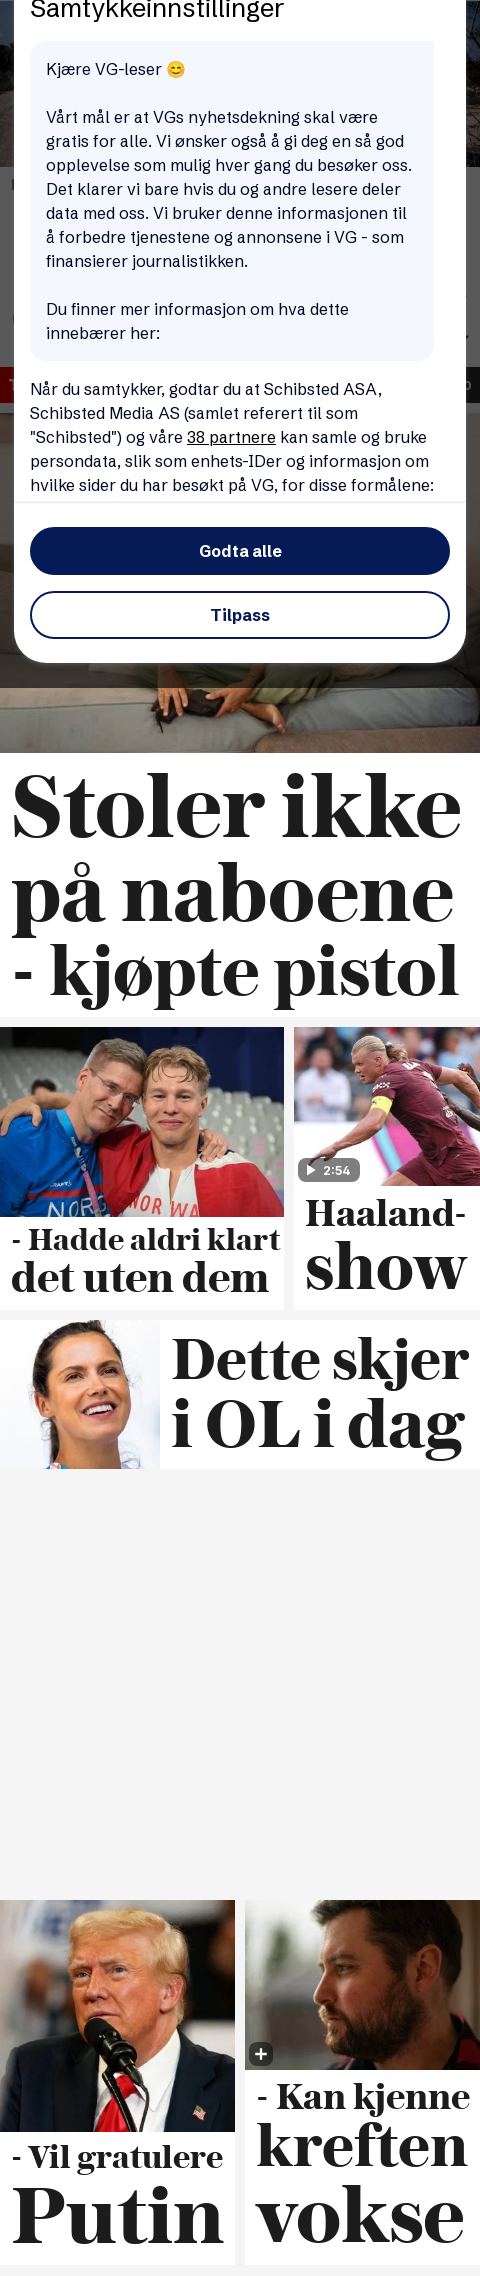 Samtykkeinnstillinger
Kjære VG-leser 😊
Vårt mål er at VGs nyhetsdekning skal være
gratis for alle. Vi ønsker også å gi deg en så god
opplevelse som mulig hver gang du besøker oss.
Det klarer vi bare hvis du og andre lesere deler
data med oss. Vi bruker denne informasjonen til
å forbedre tjenestene og annonsene i VG - som
finansierer journalistikken.
Du finner mer informasjon om hva dette
innebærer her:
Når du samtykker, godtar du at Schibsted ASA,
Schibsted Media AS (samlet referert til som
"Schibsted") og våre 38 partnere kan samle og bruke
persondata, slik som enhets-IDer og informasjon om
hvilke sider du har besøkt på VG, for disse formålene:
Godta alle
Tilpass
Stoler ikke
på naboene
- kjøpte pistol
NORG
NOR WA
2:54
- Hadde aldri klart
det uten dem
Haaland-
show
Dette skjer
i OL i dag
- Vil gratulere
Putin
- Kan kjenne
kreften
vokse